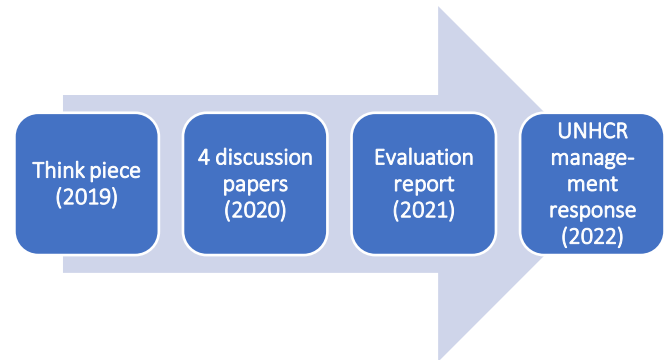 Think piece
(2019)
4 discussion
papers
(2020)
Evaluation
report
(2021)
UNHCR
manage-
ment
response
(2022)